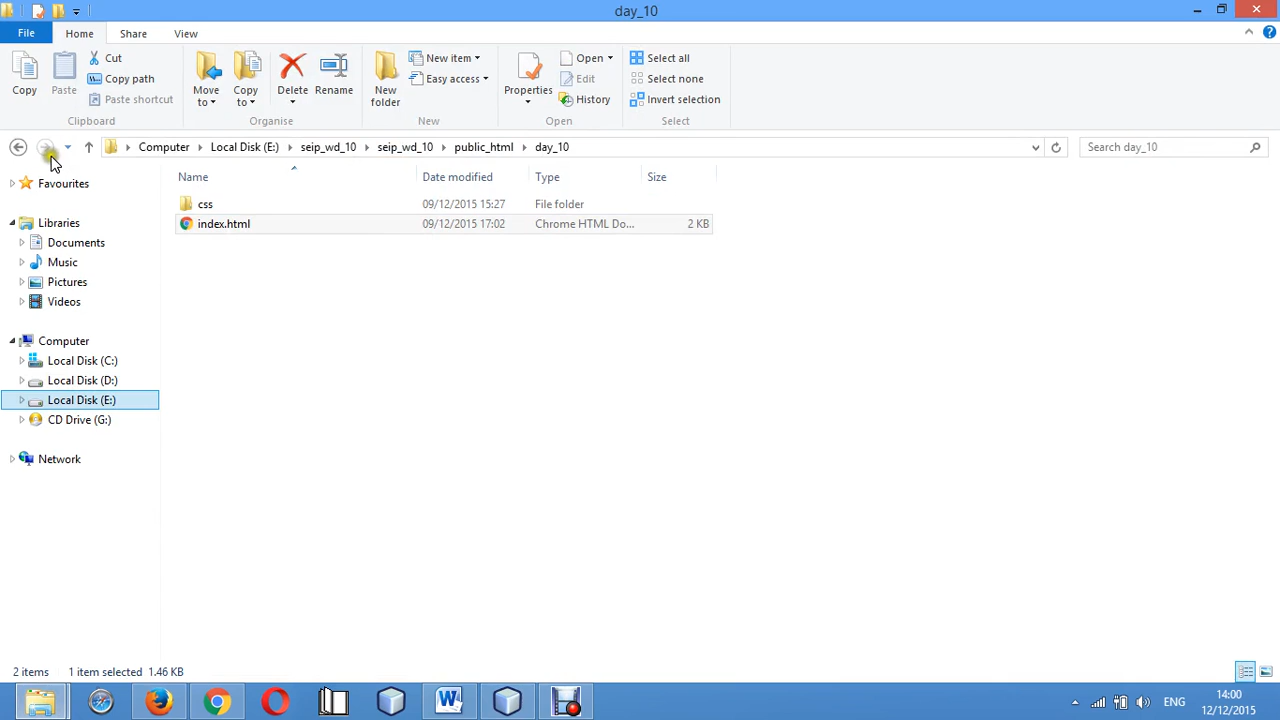 day_10
File Home Share View
Copy Paste Cut Copy path Paste shortcut Clipboard
Move to Copy to Delete Rename Organise
New folder New item Easy access New
Properties Open Edit History Open
Select all Select none Invert selection Select
Computer Local Disk (E:) seip_wd_10 seip_wd_10 public_html day_10 Search day_10
Name Date modified Type Size
css 09/12/2015 15:27 File folder
index.html 09/12/2015 17:02 Chrome HTML Do... 2 KB
Favourites
Libraries
Documents
Music
Pictures
Videos
Computer
Local Disk (C:)
Local Disk (D:)
Local Disk (E:)
CD Drive (G:)
Network
2 items 1 item selected 1.46 KB
ENG 14:00
12/12/2015